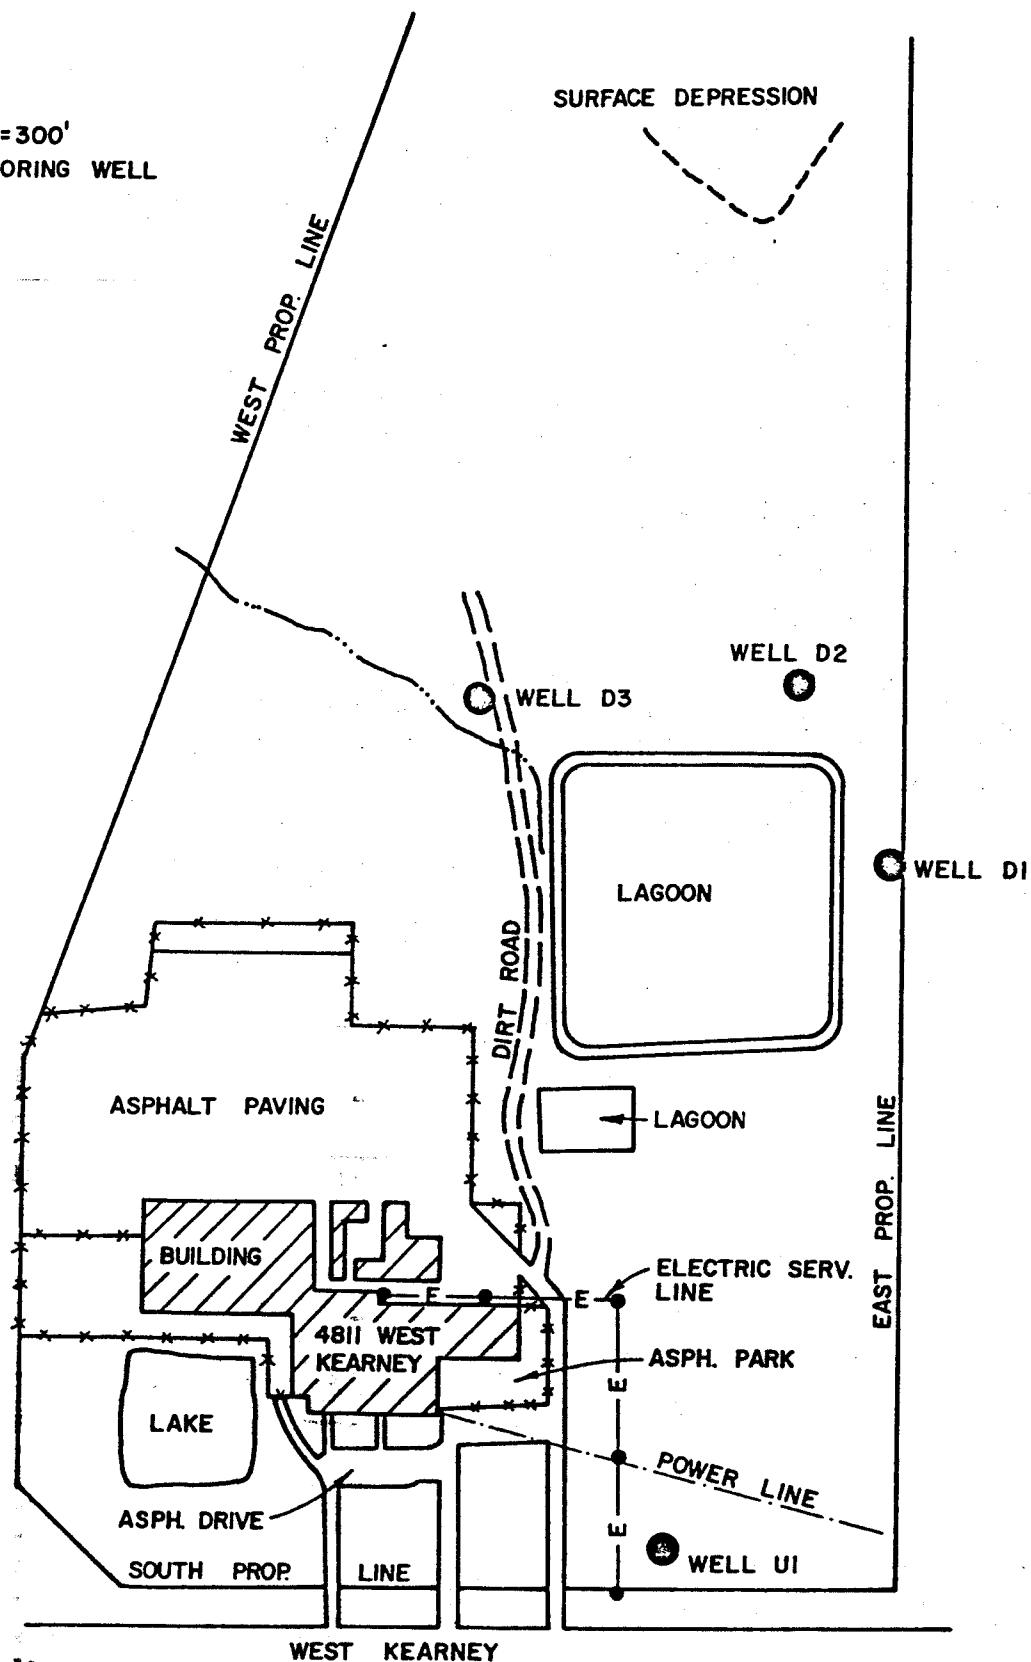 SURFACE DEPRESSION
=300'
ORING WELL
WEST PROP. LINE
WELL D2
WELL D3
WELL D1
LAGOON
DIRT ROAD
ASPHALT PAVING
LAGOON
EAST PROP. LINE
BUILDING
ELECTRIC SERV.
LINE
E
E
4811 WEST
KEARNEY
ASPH. PARK
E
LAKE
POWER LINE
ASPH. DRIVE
E
WELL U1
SOUTH PROP. LINE
WEST KEARNEY